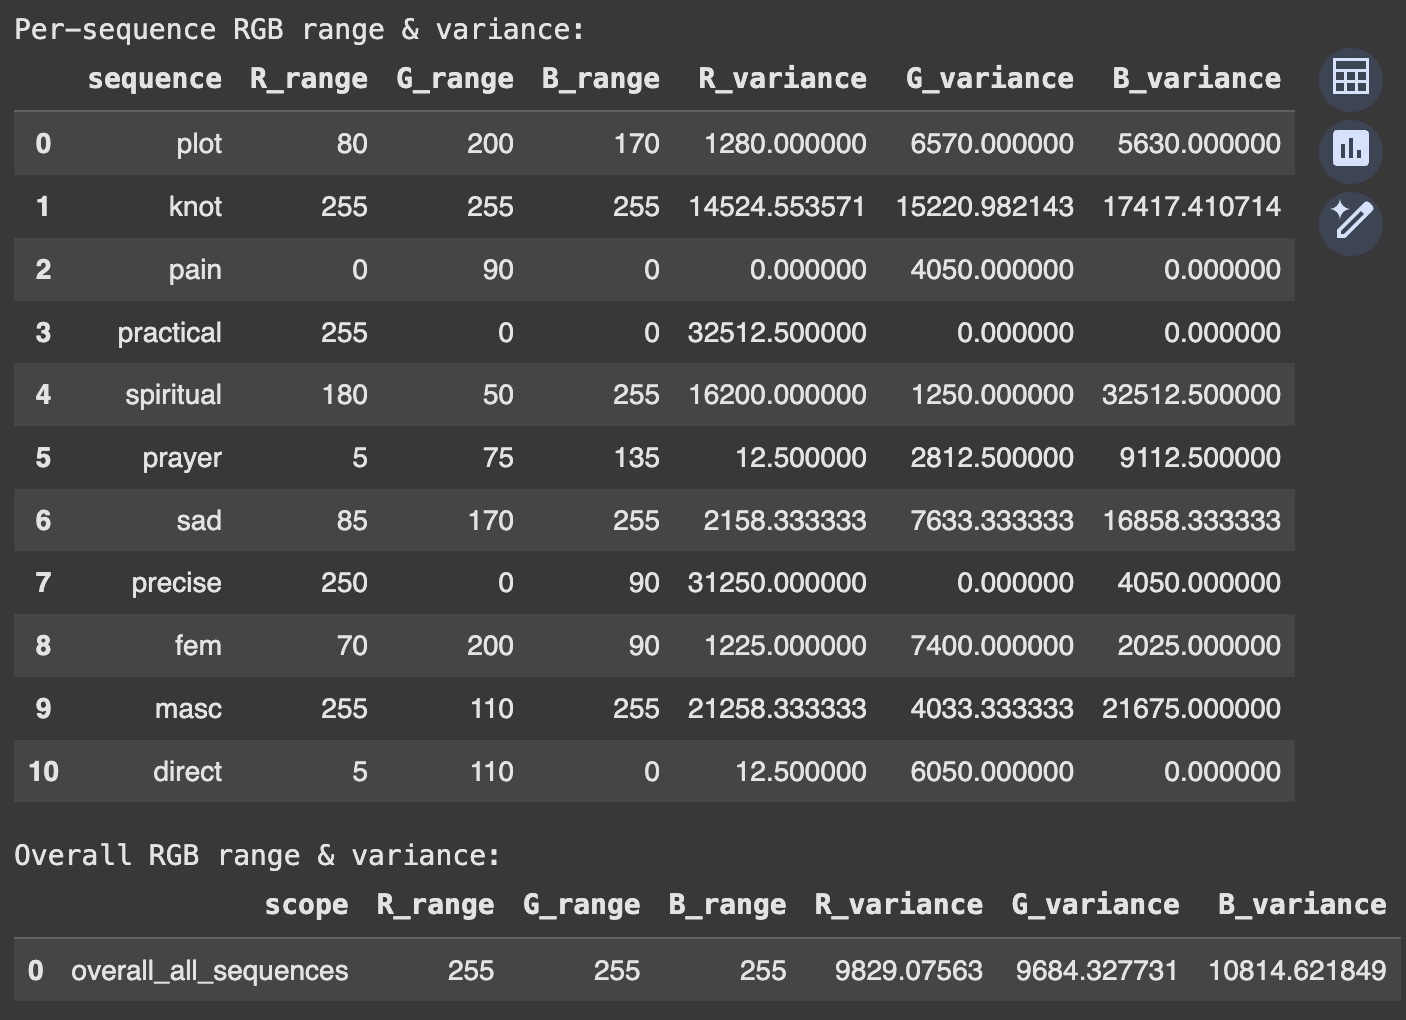 Per-sequence RGB range & variance:
sequence R_range G_range B_range R_variance G_variance B_variance
0 plot 80 200 170 1280.000000 6570.000000 5630.000000
1 knot 255 255 255 14524.553571 15220.982143 17417.410714
2 pain 0 90 0 0.000000 4050.000000 0.000000
3 practical 255 0 0 32512.500000 0.000000 0.000000
4 spiritual 180 50 255 16200.000000 1250.000000 32512.500000
5 prayer 5 75 135 12.500000 2812.500000 9112.500000
6 sad 85 170 255 2158.333333 7633.333333 16858.333333
7 precise 250 0 90 31250.000000 0.000000 4050.000000
8 fem 70 200 90 1225.000000 7400.000000 2025.000000
9 masc 255 110 255 21258.333333 4033.333333 21675.000000
10 direct 5 110 0 12.500000 6050.000000 0.000000
Overall RGB range & variance:
scope R_range G_range B_range R_variance G_variance B_variance
0 overall_all_sequences 255 255 255 9829.07563 9684.327731 10814.621849